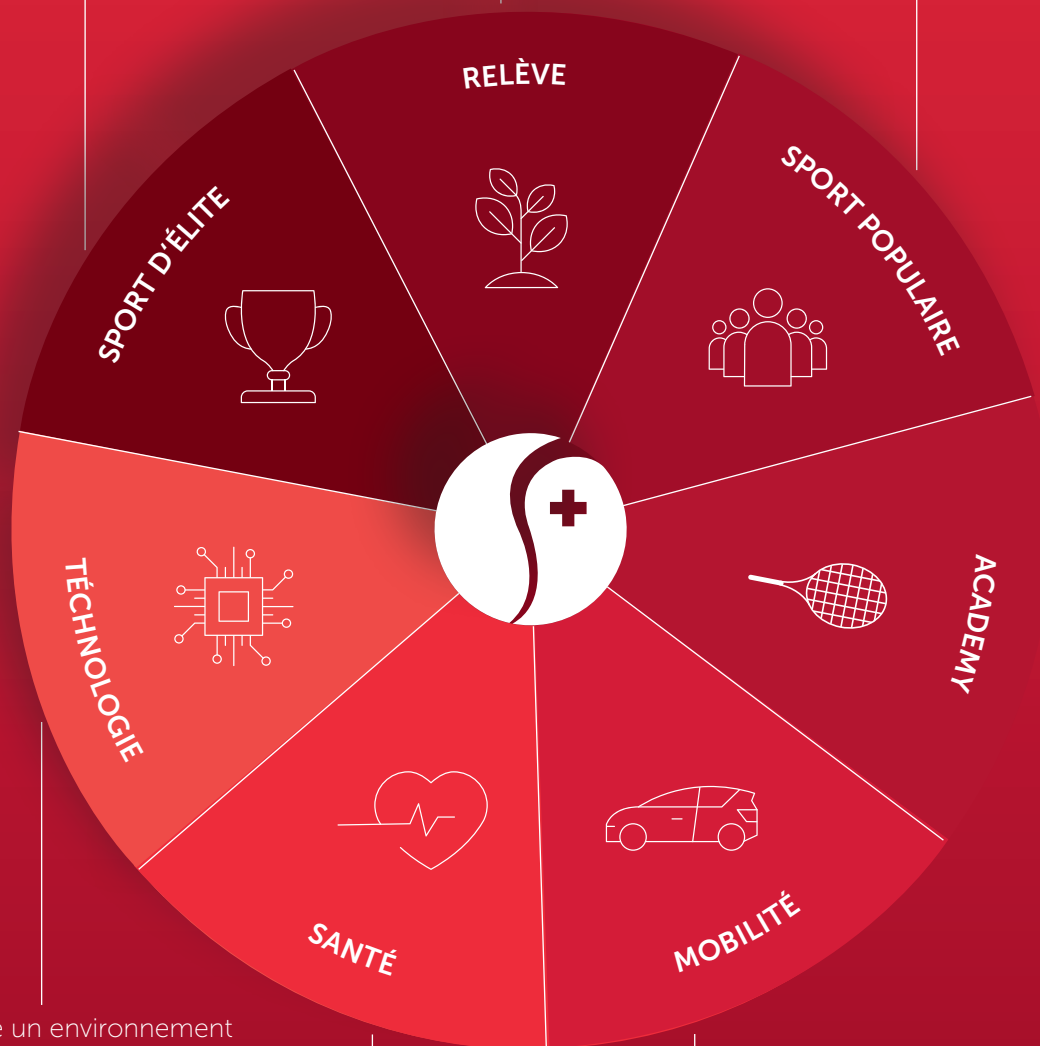 RELÈVE
SPORT POPULAIRE
SPORT D'ÉLITE
ACADEMY
TÉCHNOLOGIE
MOBILITÉ
SANTÉ
un environnement